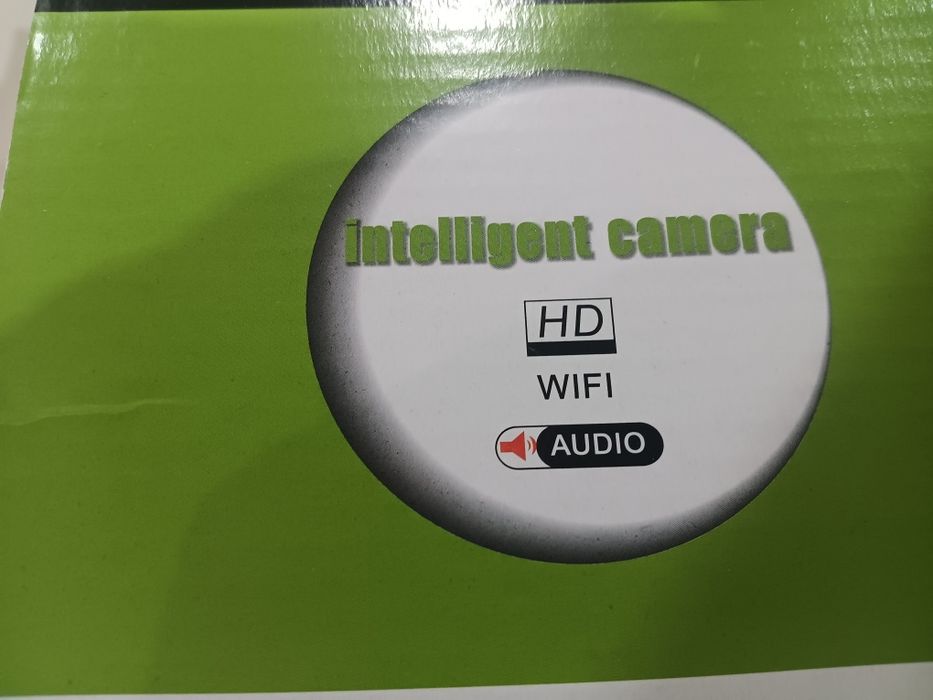 intelligent camera
HD
WIFI
AUDIO